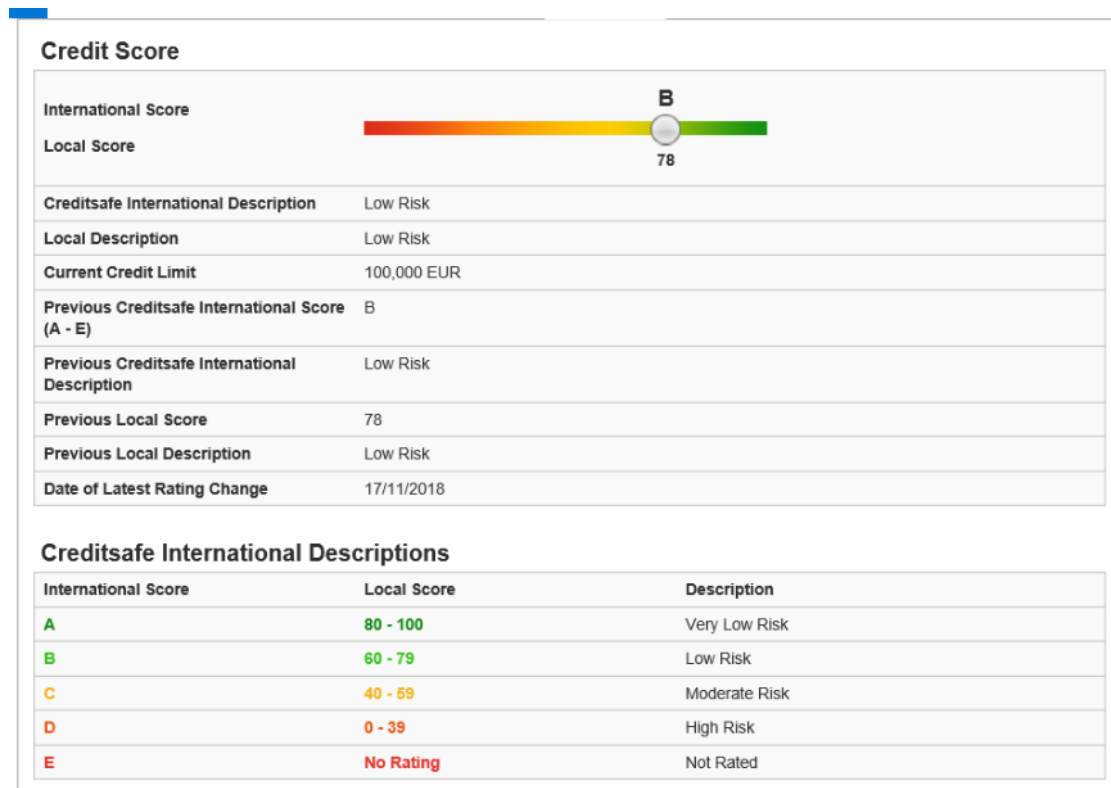 Credit Score
International Score
B
Local Score
78
Creditsafe International Description Low Risk
Local Description Low Risk
Current Credit Limit 100,000 EUR
Previous Creditsafe International Score B
(A - E)
Previous Creditsafe International Low Risk
Description
Previous Local Score 78
Previous Local Description Low Risk
Date of Latest Rating Change 17/11/2018
Creditsafe International Descriptions
International Score Local Score Description
A 80 - 100 Very Low Risk
B 60 - 79 Low Risk
C 40 - 59 Moderate Risk
D 0 - 39 High Risk
E No Rating Not Rated